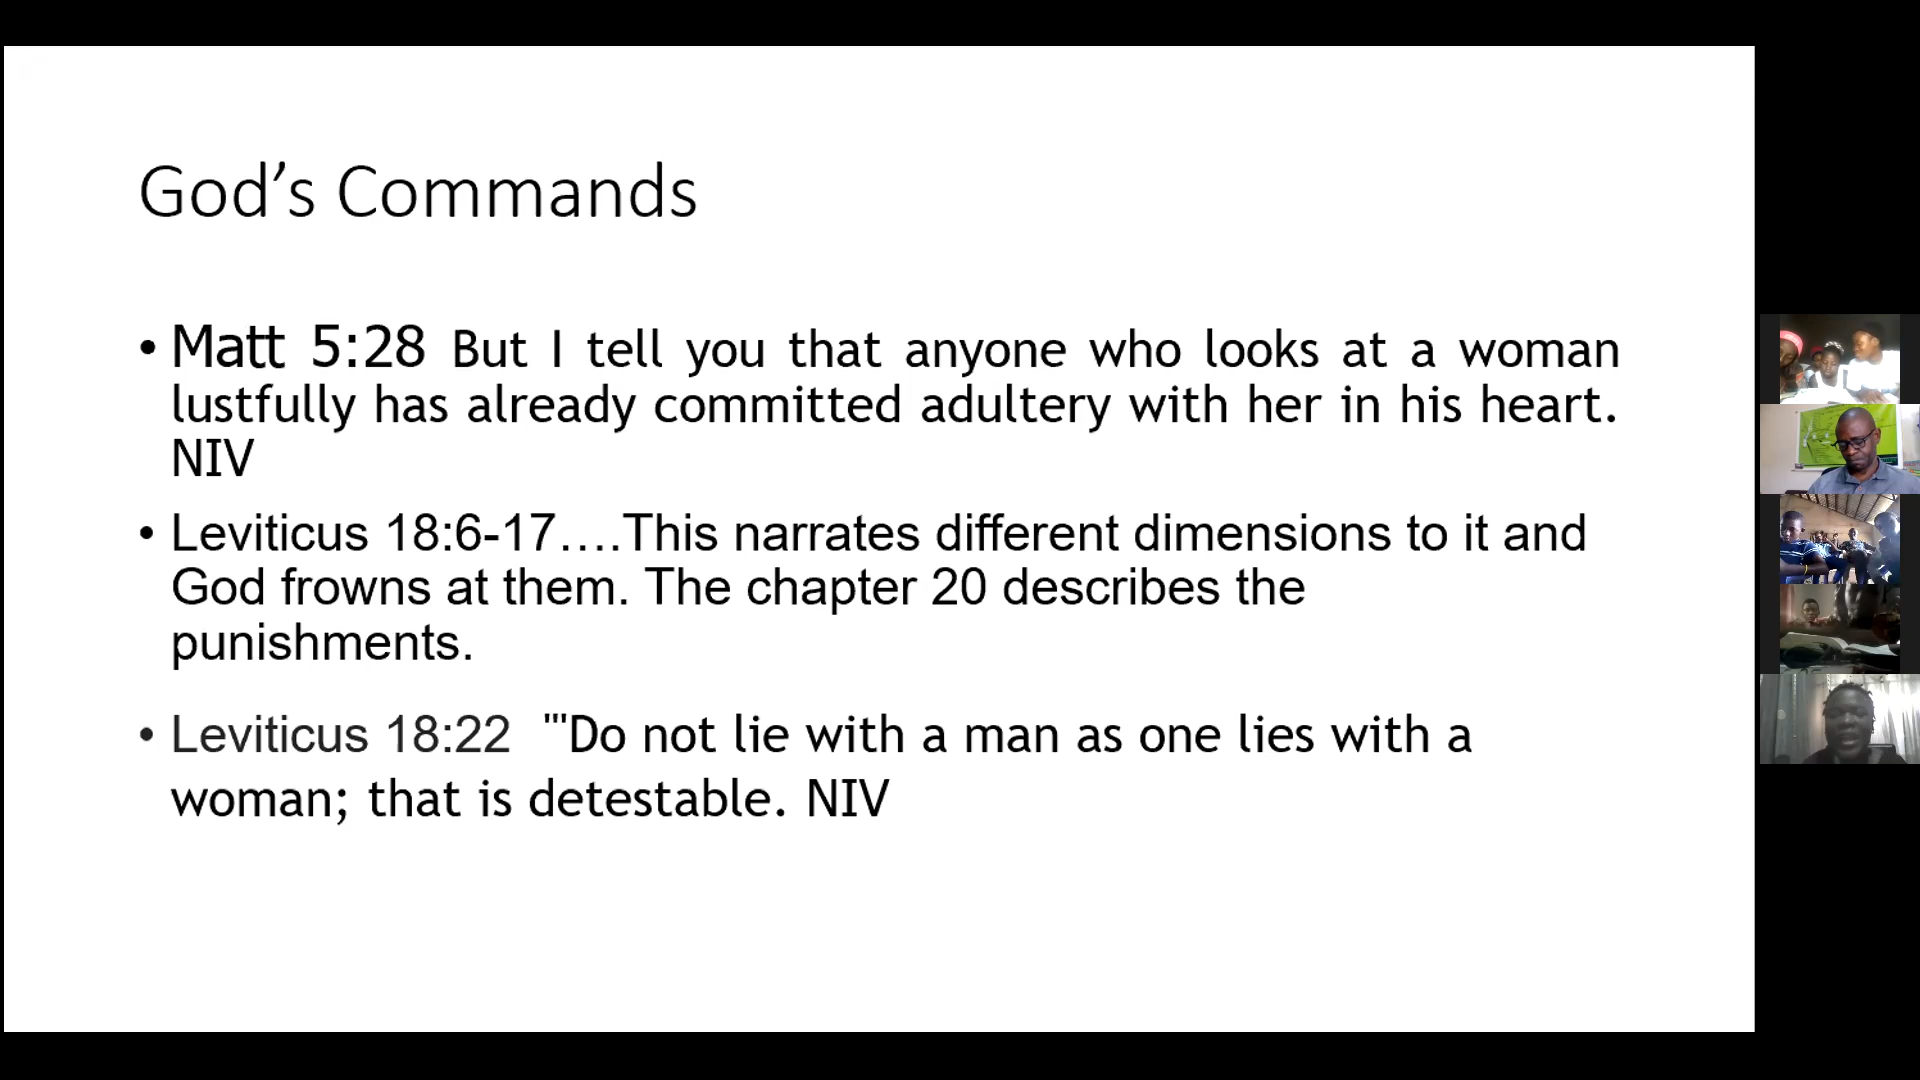 God’s Commands
• Matt 5:28 But I tell you that anyone who looks at a woman
lustfully has already committed adultery with her in his heart.
NIV
• Leviticus 18:6-17….This narrates different dimensions to it and
God frowns at them. The chapter 20 describes the
punishments.
• Leviticus 18:22 "'Do not lie with a man as one lies with a
woman; that is detestable. NIV